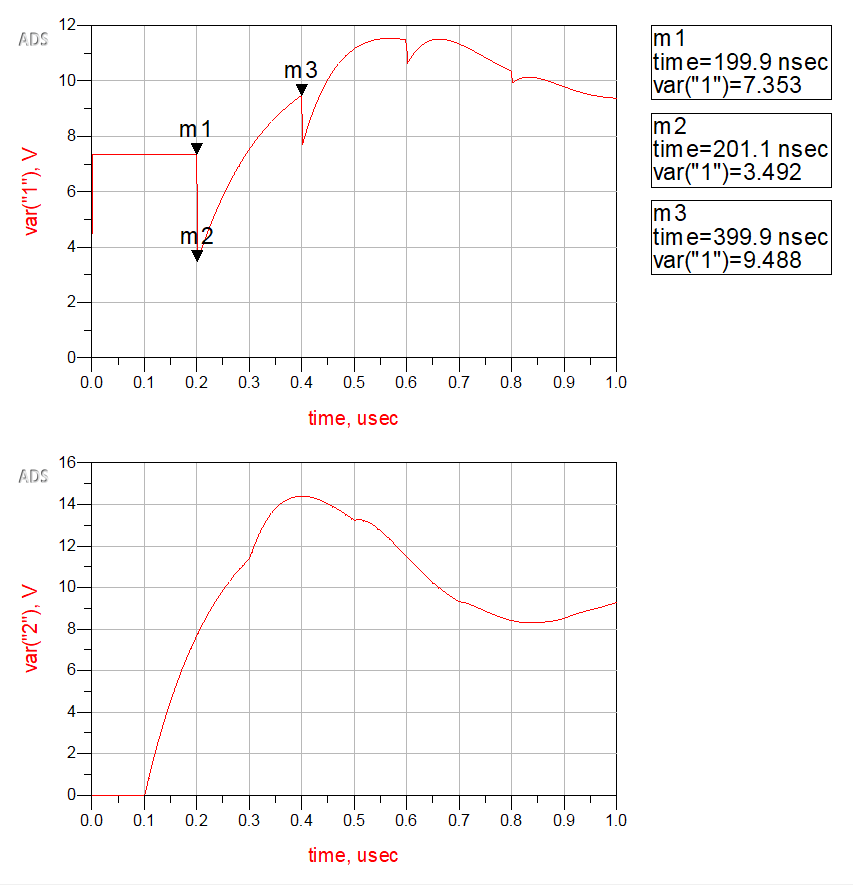 ADS
var("1"), V
12
10
8
6
4
2
0
m1
m2
m3
0.0 0.1 0.2 0.3 0.4 0.5 0.6 0.7 0.8 0.9 1.0
time, usec
m1
time=199.9 nsec
var("1")=7.353
m2
time=201.1 nsec
var("1")=3.492
m3
time=399.9 nsec
var("1")=9.488
ADS
var("2"), V
16
14
12
10
8
6
4
2
0
0.0 0.1 0.2 0.3 0.4 0.5 0.6 0.7 0.8 0.9 1.0
time, usec